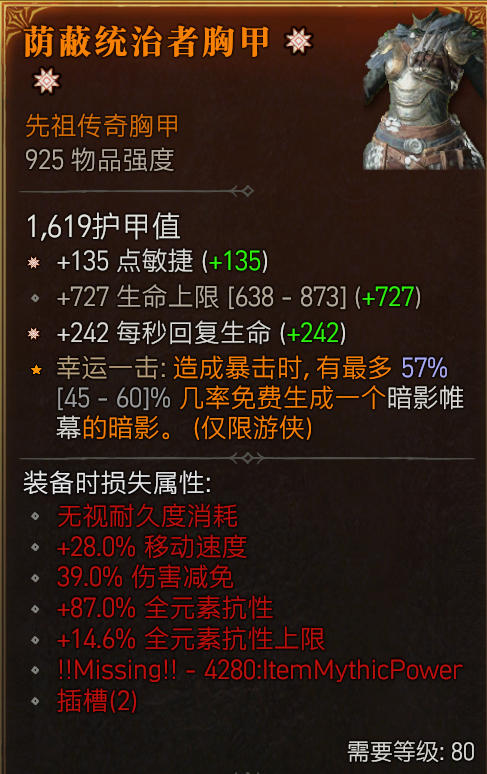 荫蔽统治者胸甲
先祖传奇胸甲
925 物品强度
1,619护甲值
+135 点敏捷 (+135)
+727 生命上限 [638 - 873] (+727)
+242 每秒回复生命 (+242)
幸运一击: 造成暴击时, 有最多 57%
[45 - 60]% 几率免费生成一个暗影帷
幕的暗影。 (仅限游侠)
装备时损失属性:
无视耐久度消耗
+28.0% 移动速度
39.0% 伤害减免
+87.0% 全元素抗性
+14.6% 全元素抗性上限
!!Missing!! - 4280:ItemMythicPower
插槽(2)
需要等级: 80